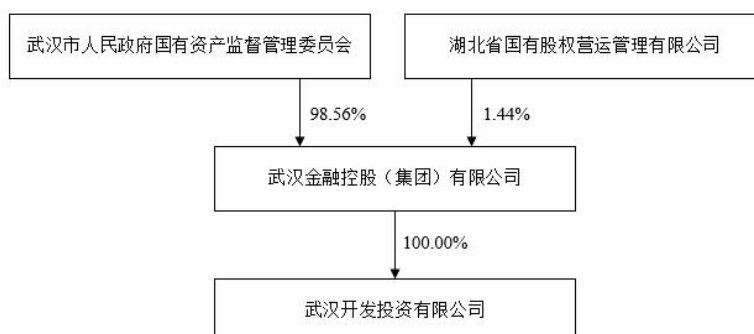 武汉市人民政府国有资产监督管理委员会
湖北省国有股权营运管理有限公司
98.56%
1.44%
武汉金融控股（集团）有限公司
100.00%
武汉开发投资有限公司